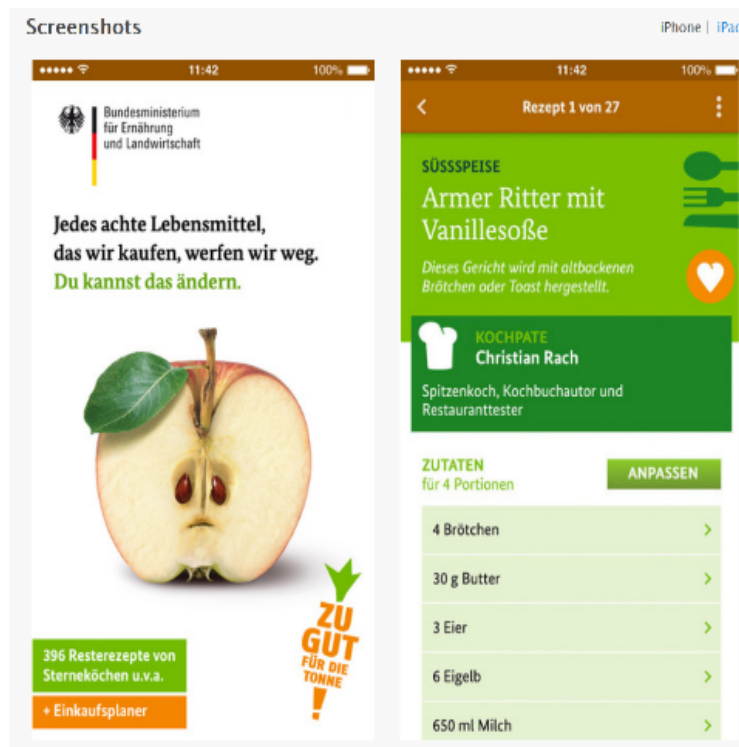 Screenshots
iPhone | iPad
11:42
100%
Bundesministerium
für Ernährung
und Landwirtschaft
Jedes achte Lebensmittel,
das wir kaufen, werfen wir weg.
Du kannst das ändern.
396 Resterezepte von
Sterneköchen u.v.a.
+ Einkaufsplaner
ZU
GUT
FÜR DIE
TONNE
!
11:42
100%
Rezept 1 von 27
SÜSSSPEISE
Armer Ritter mit
Vanillesoße
Dieses Gericht wird mit altbackenen
Brötchen oder Toast hergestellt.
KOCHPATE
Christian Rach
Spitzenkoch, Kochbuchautor und
Restauranttester
ZUTATEN
für 4 Portionen
ANPASSEN
4 Brötchen
30 g Butter
3 Eier
6 Eigelb
650 ml Milch